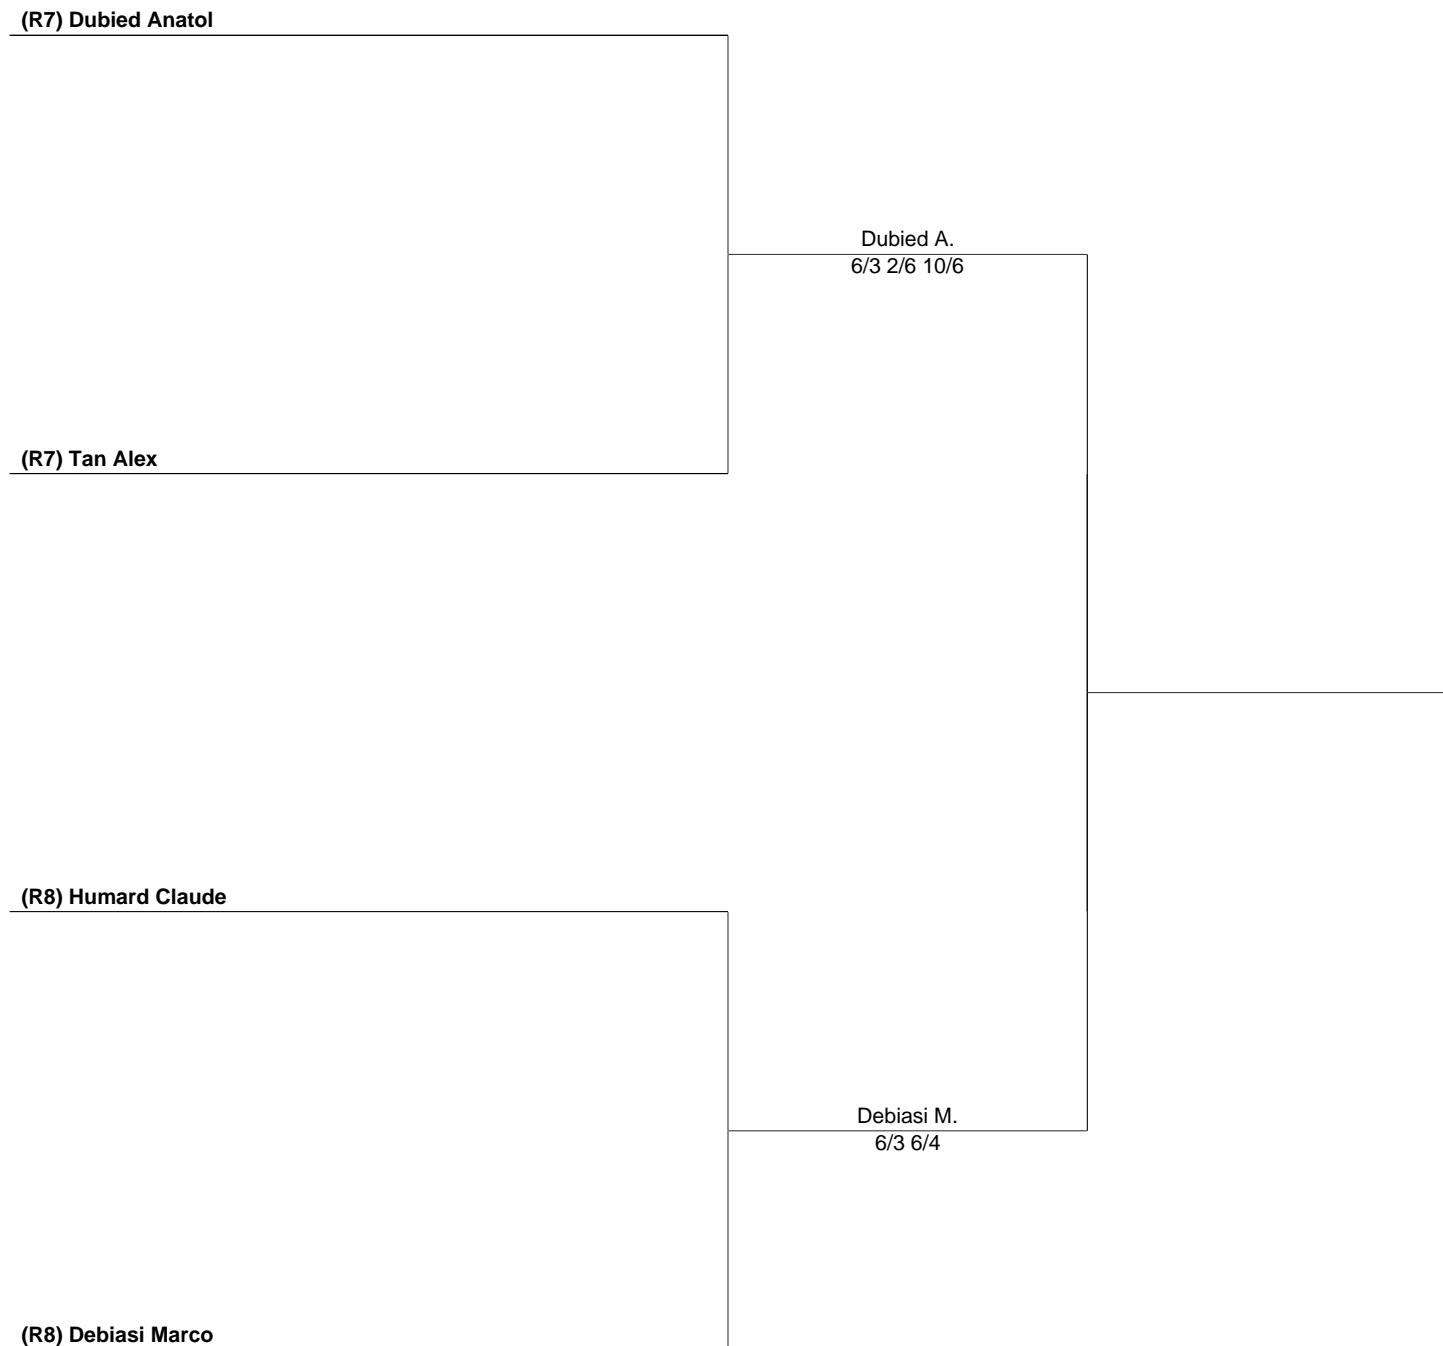 (R7) Dubied Anatol
Dubied A.
6/3 2/6 10/6
(R7) Tan Alex
(R8) Humard Claude
Debiasi M.
6/3 6/4
(R8) Debiasi Marco